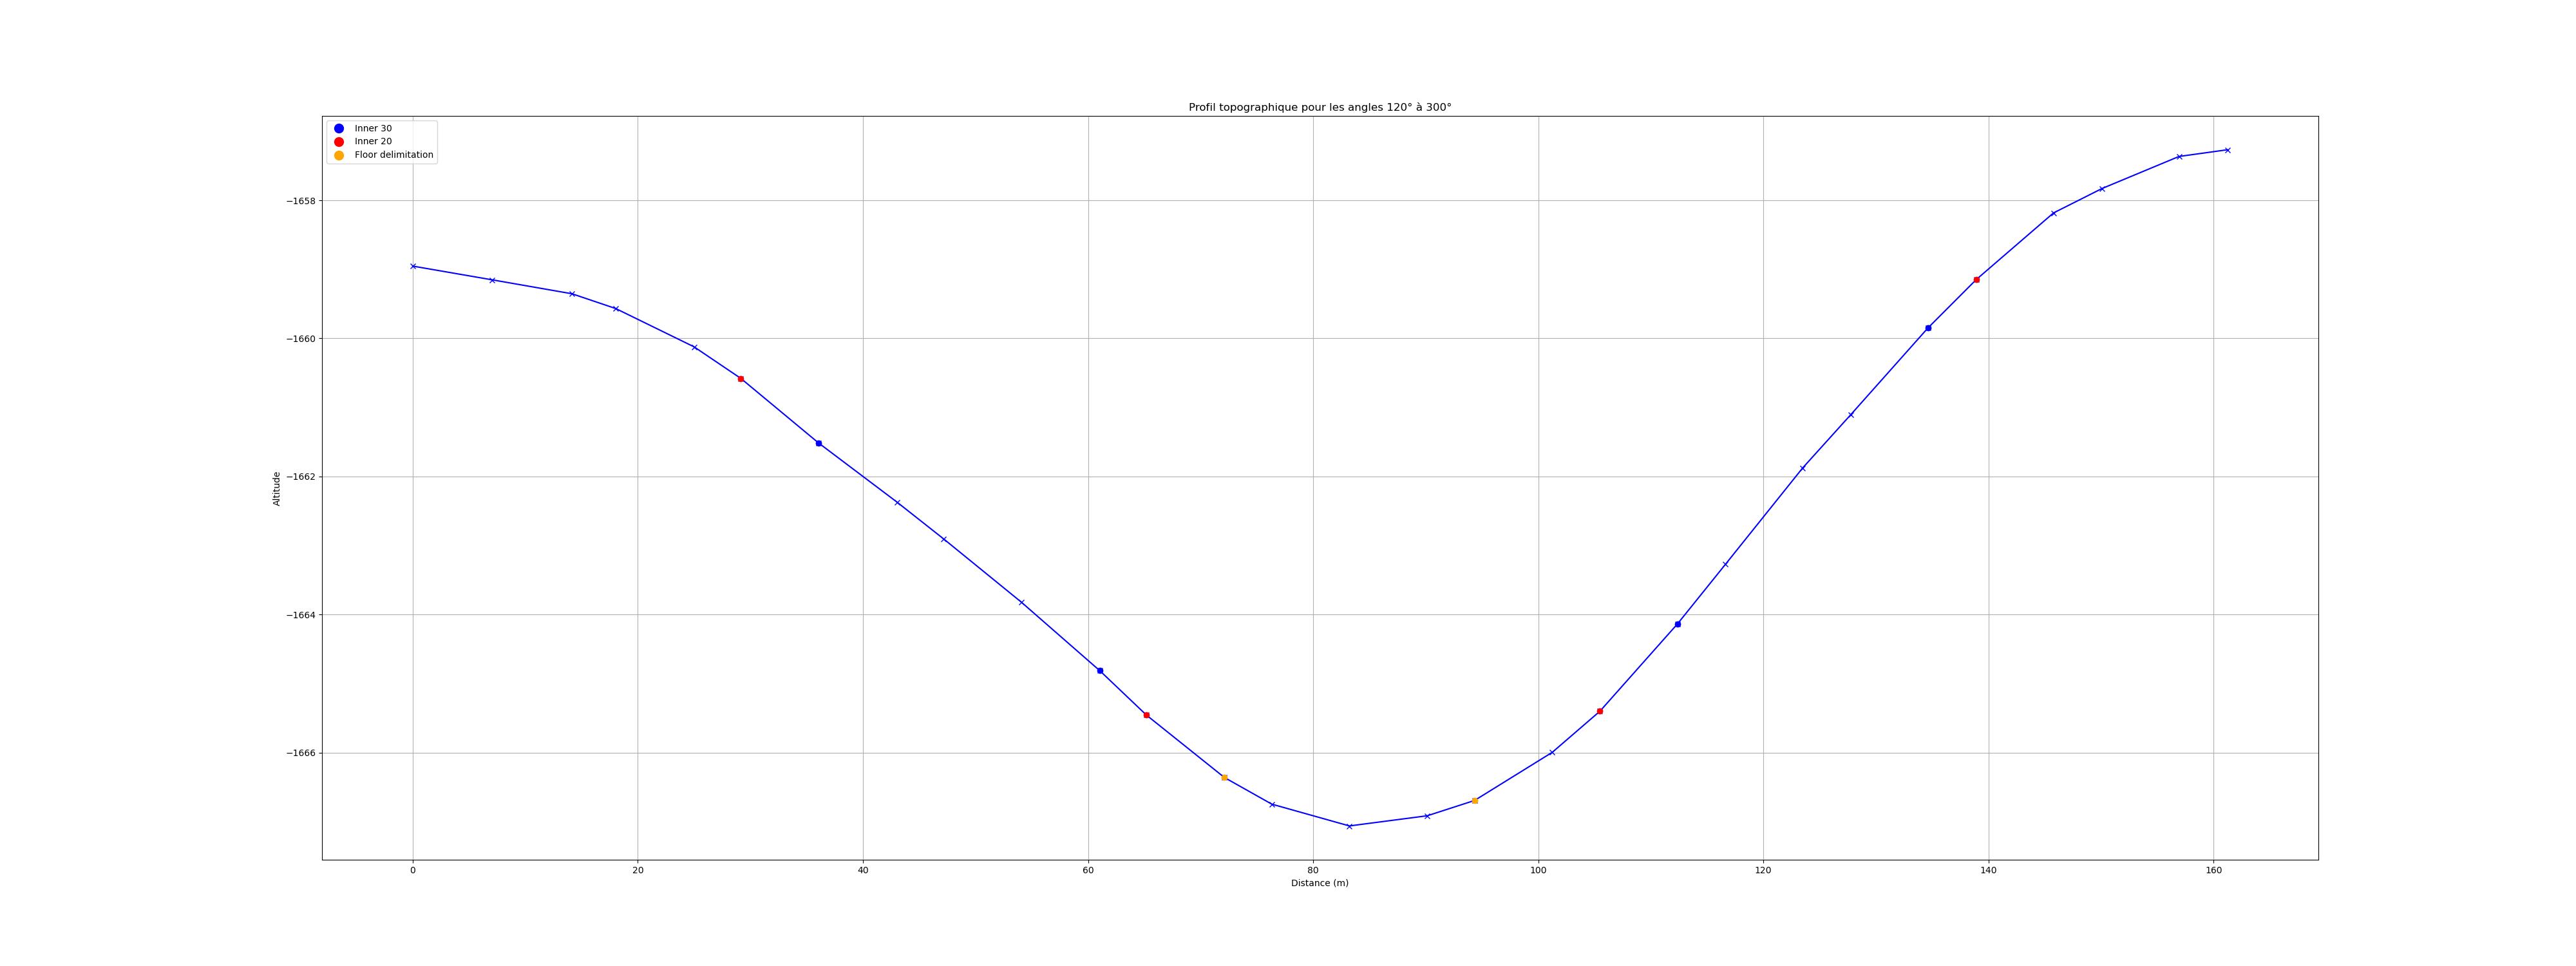 Profil topographique pour les angles 120° à 300°
Inner 30
Inner 20
Floor delimitation
−1658
−1660
−1662
−1664
−1666
Altitude
0 20 40 60 80 100 120 140 160
Distance (m)